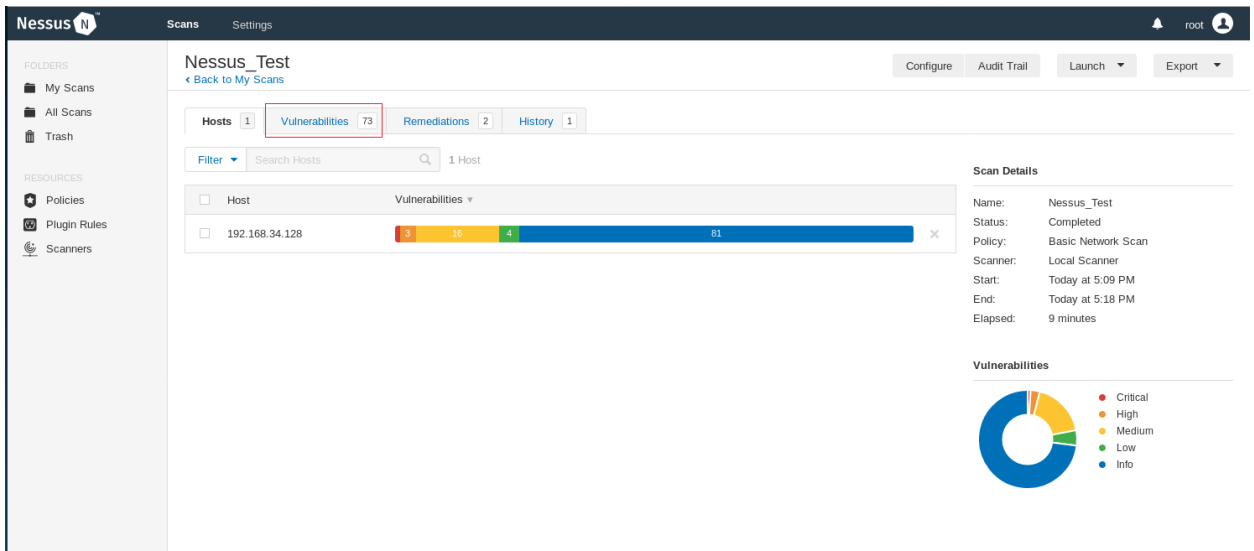 Nessus N ™ Scans Settings root
FOLDERS
My Scans
All Scans
Trash
RESOURCES
Policies
Plugin Rules
Scanners
Nessus_Test
Back to My Scans
Configure Audit Trail Launch Export
Hosts 1 Vulnerabilities 73 Remediations 2 History 1
Filter Search Hosts 1 Host
Host Vulnerabilities
192.168.34.128 3 16 4 81
Scan Details
Name: Nessus_Test
Status: Completed
Policy: Basic Network Scan
Scanner: Local Scanner
Start: Today at 5:09 PM
End: Today at 5:18 PM
Elapsed: 9 minutes
Vulnerabilities
Critical
High
Medium
Low
Info